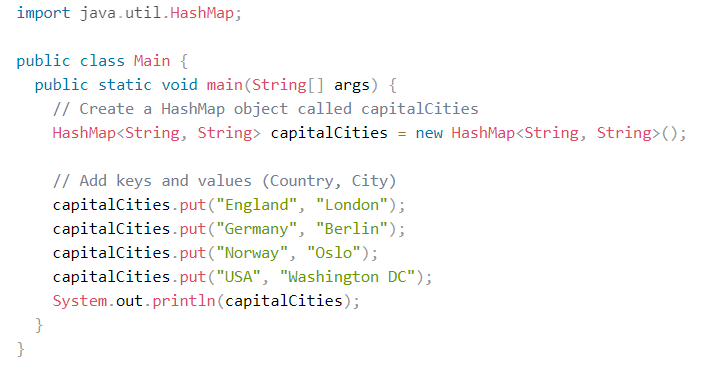 import java.util.HashMap;

public class Main {
  public static void main(String[] args) {
    // Create a HashMap object called capitalCities
    HashMap<String, String> capitalCities = new HashMap<String, String>();

    // Add keys and values (Country, City)
    capitalCities.put("England", "London");
    capitalCities.put("Germany", "Berlin");
    capitalCities.put("Norway", "Oslo");
    capitalCities.put("USA", "Washington DC");
    System.out.println(capitalCities);
  }
}